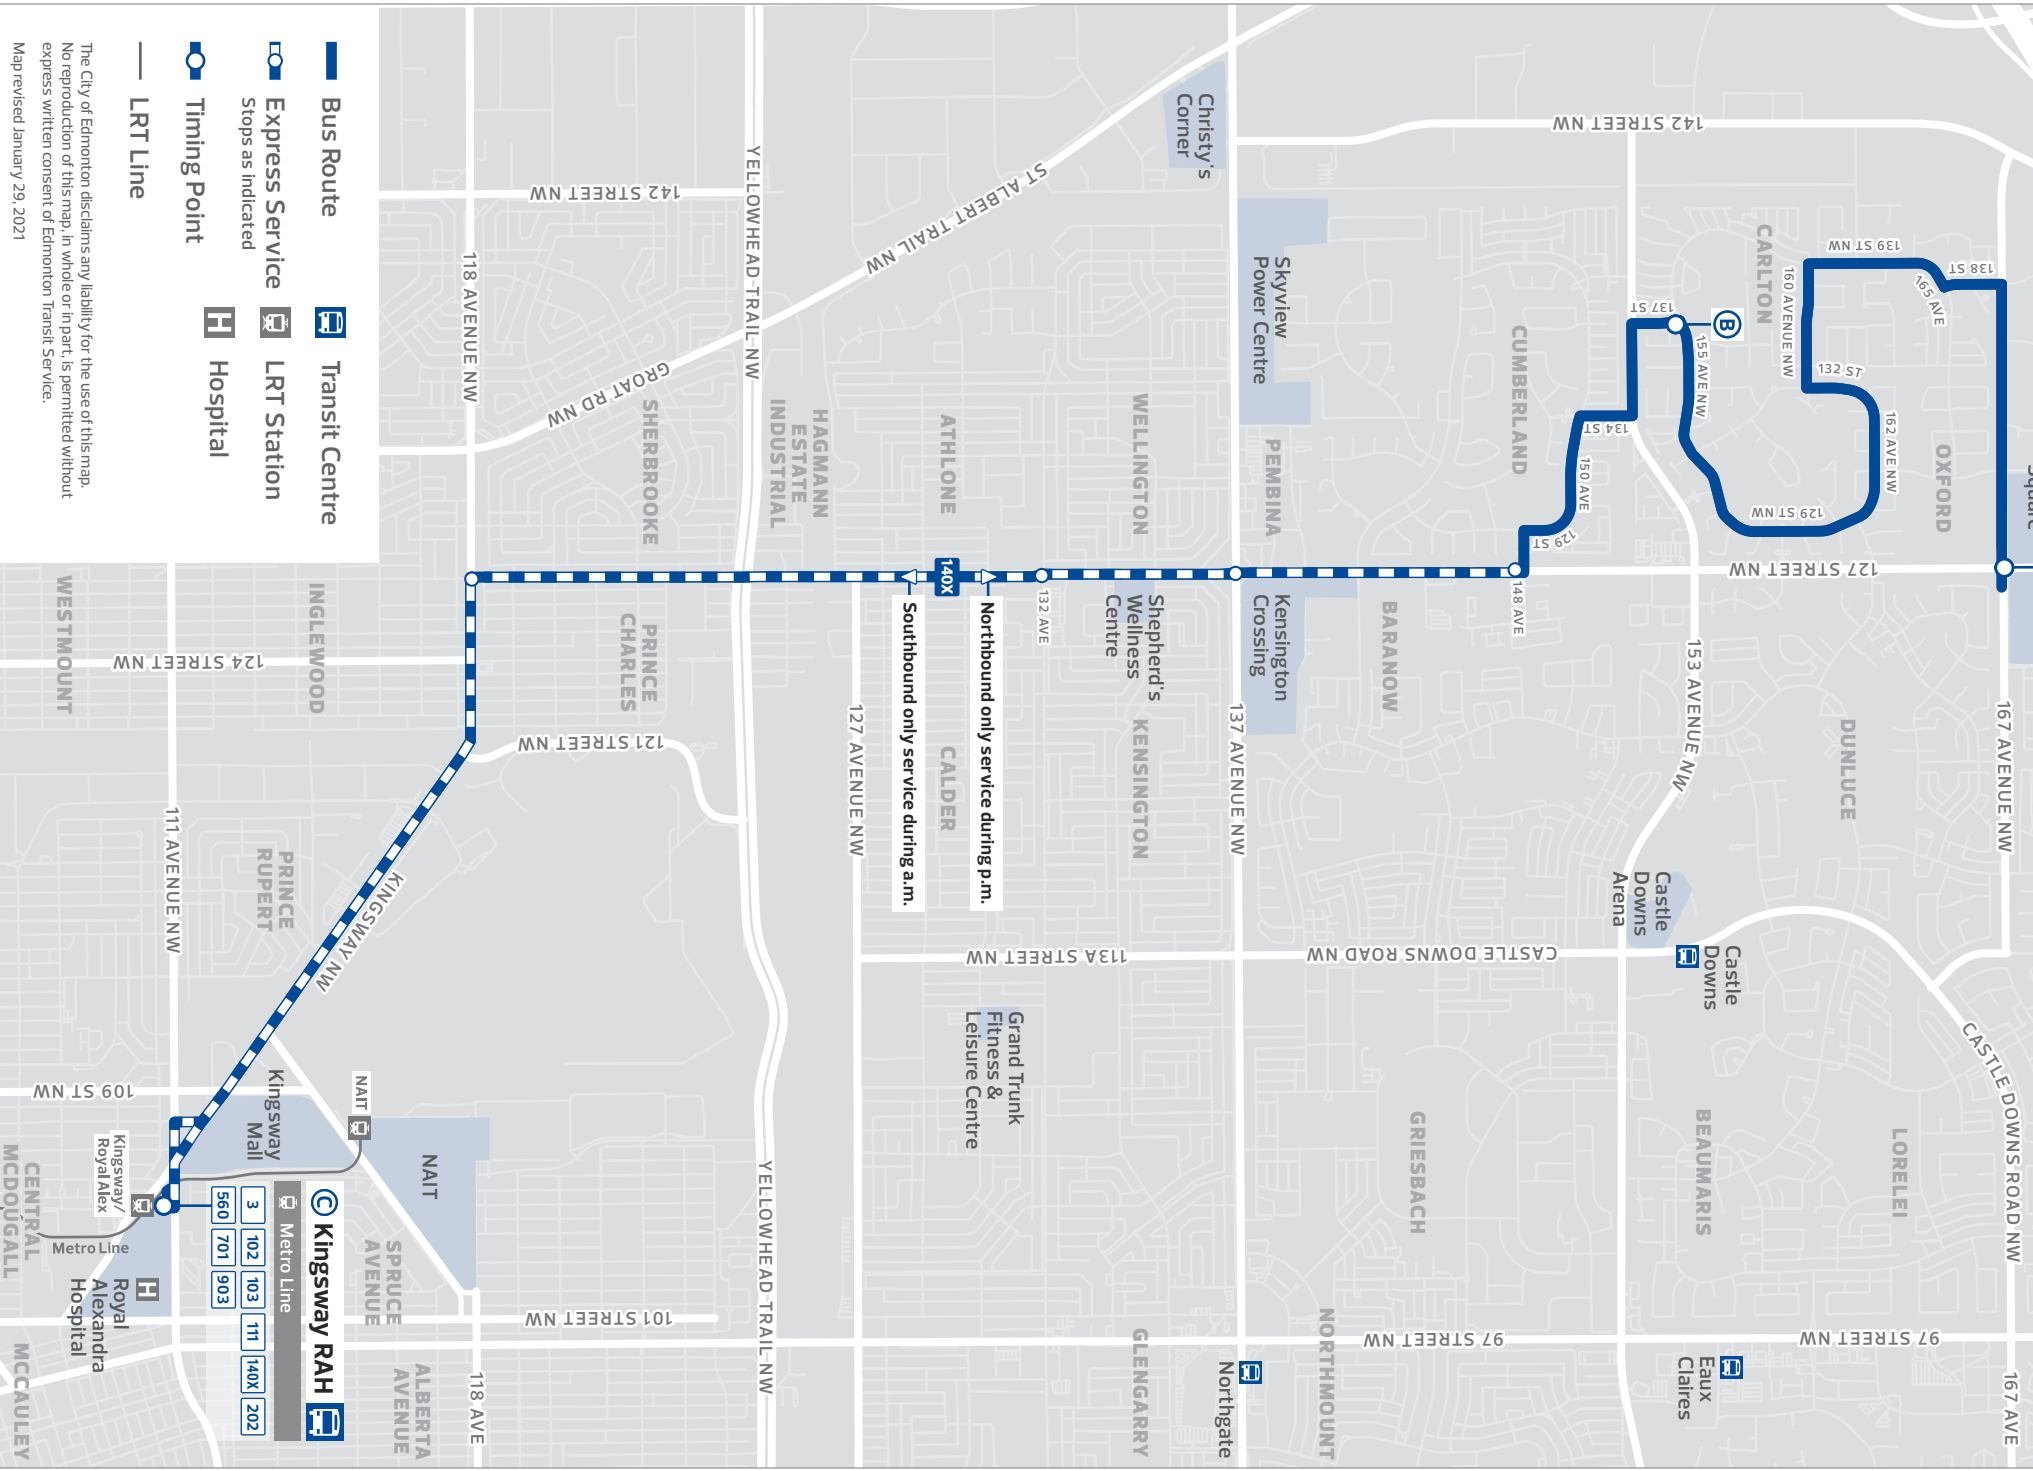 Bus Route
Express Service
Stops as indicated
Timing Point
LRT Line
Transit Centre
LRT Station
H
Hospital
The City of Edmonton disclaims any liability for the use of this map.
No reproduction of this map, in whole or in part, is permitted without
express written consent of Edmonton Transit Service.
Map revised January 29, 2021
142 STREET NW
142 STREET NW
YELLOWHEAD TRAIL NW
ST ALBERT TRAIL NW
GROAT RD NW
118 AVENUE NW
Christy's
Corner
Skyview
Power Centre
SHERBROOKE
HAGMANN
ESTATE
INDUSTRIAL
ATHLONE
WELLINGTON
PEMBINA
CUMBERLAND
CARLTON
OXFORD
139 ST NW
138 ST
165 AVE
160 AVENUE NW
132 ST
162 AVE NW
129 ST NW
155 AVE NW
137 ST
B
134 ST
150 AVE
129 ST
127 STREET NW
148 AVE
153 AVENUE NW
167 AVENUE NW
DUNLUCE
BARANOW
Kensington
Crossing
Shepherd's
Wellness
Centre
132 AVE
140X
Northbound only service during p.m.
Southbound only service during a.m.
137 AVENUE NW
127 AVENUE NW
KENSINGTON
CALDER
PRINCE
CHARLES
INGLEWOOD
WESTMOUNT
124 STREET NW
121 STREET NW
111 AVENUE NW
PRINCE
RUPERT
KINGSWAY NW
Castle
Downs
Arena
Castle
Downs
CASTLE DOWNS ROAD NW
113A STREET NW
CASTLE DOWNS ROAD NW
Grand Trunk
Fitness &
Leisure Centre
GRIESBACH
BEAUMARIS
LORELEI
109 ST NW
Kingsway
Mall
NAIT
NAIT
Kingsway/
Royal Alex
Metro Line
CENTRAL
MCDOUGALL
C Kingsway RAH
Metro Line
3 102 103 111 140X 202
560 701 903
H
Royal
Alexandra
Hospital
SPRUCE
AVENUE
ALBERTA
AVENUE
MCCAULEY
101 STREET NW
118 AVE
YELLOWHEAD TRAIL NW
GLENGARRY
Northgate
NORTHMOUNT
97 STREET NW
97 STREET NW
Eaux
Claires
167 AVE